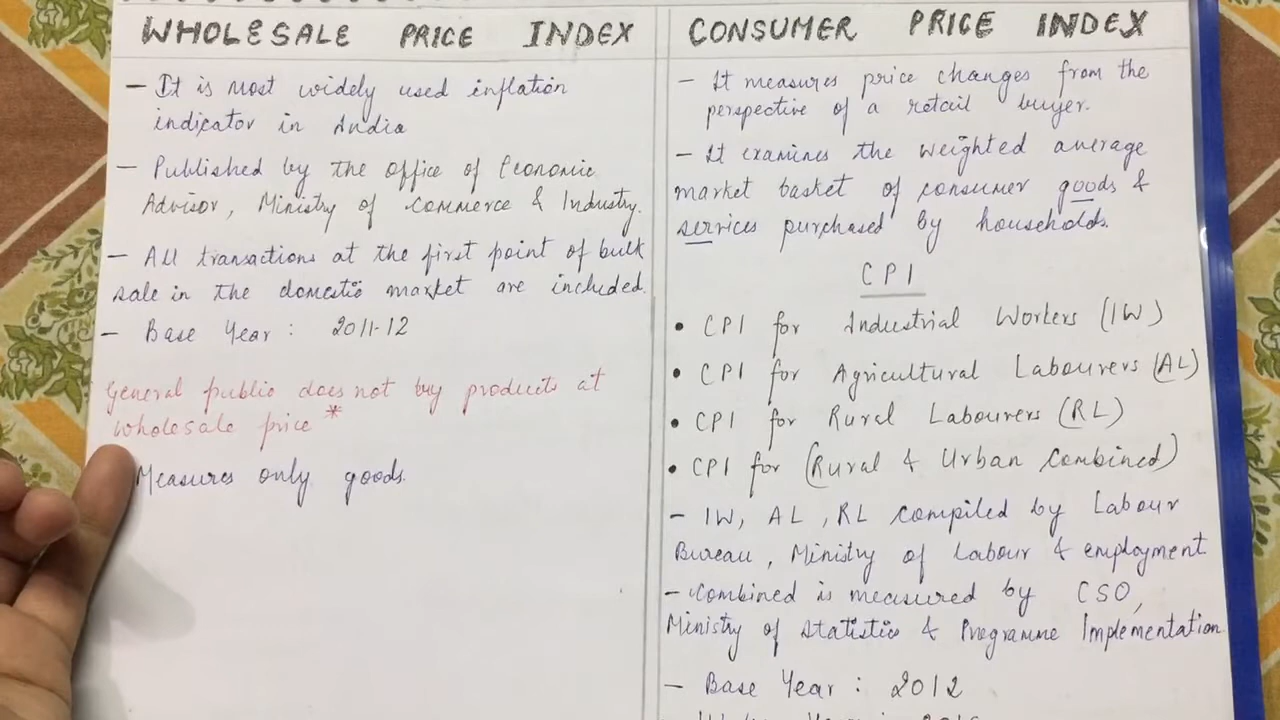 WHOLESALE PRICE INDEX
- It is most widely used inflation
indicator in India
- Published by the office of Economic
Advisor, Ministry of Commerce & Industry.
- All transactions at the first point of bulk
sale in the domestic market are included.
- Base Year : 2011-12
General public does not buy products at
wholesale price *
Measures only goods.
CONSUMER PRICE INDEX
- It measures price changes from the
perspective of a retail buyer.
- It examines the weighted average
market basket of consumer goods &
services purchased by households.
CPI
• CPI for Industrial Workers (IW)
• CPI for Agricultural Labourers (AL)
• CPI for Rural Labourers (RL)
• CPI for (Rural & Urban Combined)
- IW, AL, RL compiled by Labour
Bureau, Ministry of Labour & employment.
- Combined is measured by CSO,
Ministry of Statistics & Programme Implementation.
- Base Year : 2012